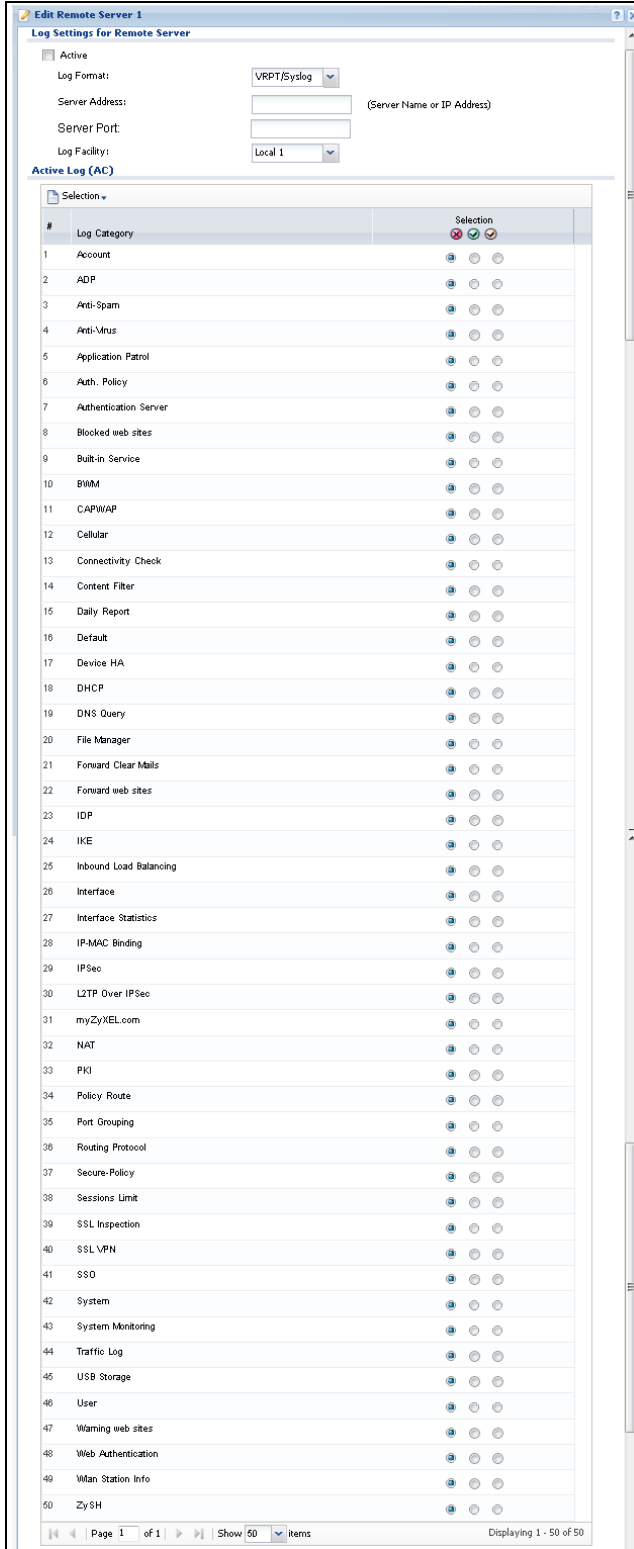 Edit Remote Server 1
Log Settings for Remote Server
Active
Log Format: VRPT/Syslog
Server Address: (Server Name or IP Address)
Server Port:
Log Facility: Local 1
Active Log (AC)
Selection
# Log Category Selection
1 Account
2 ADP
3 Anti-Spam
4 Anti-Virus
5 Application Patrol
6 Auth. Policy
7 Authentication Server
8 Blocked web sites
9 Built-in Service
10 BWM
11 CAPWAP
12 Cellular
13 Connectivity Check
14 Content Filter
15 Daily Report
16 Default
17 Device HA
18 DHCP
19 DNS Query
20 File Manager
21 Forward Clear Mails
22 Forward web sites
23 IDP
24 IKE
25 Inbound Load Balancing
26 Interface
27 Interface Statistics
28 IP-MAC Binding
29 IPSec
30 L2TP Over IPSec
31 myZyXEL.com
32 NAT
33 PKI
34 Policy Route
35 Port Grouping
36 Routing Protocol
37 Secure-Policy
38 Sessions Limit
39 SSL Inspection
40 SSL VPN
41 SSO
42 System
43 System Monitoring
44 Traffic Log
45 USB Storage
46 User
47 Warning web sites
48 Web Authentication
49 Wlan Station Info
50 ZySH
Page 1 of 1 Show 50 items Displaying 1 - 50 of 50